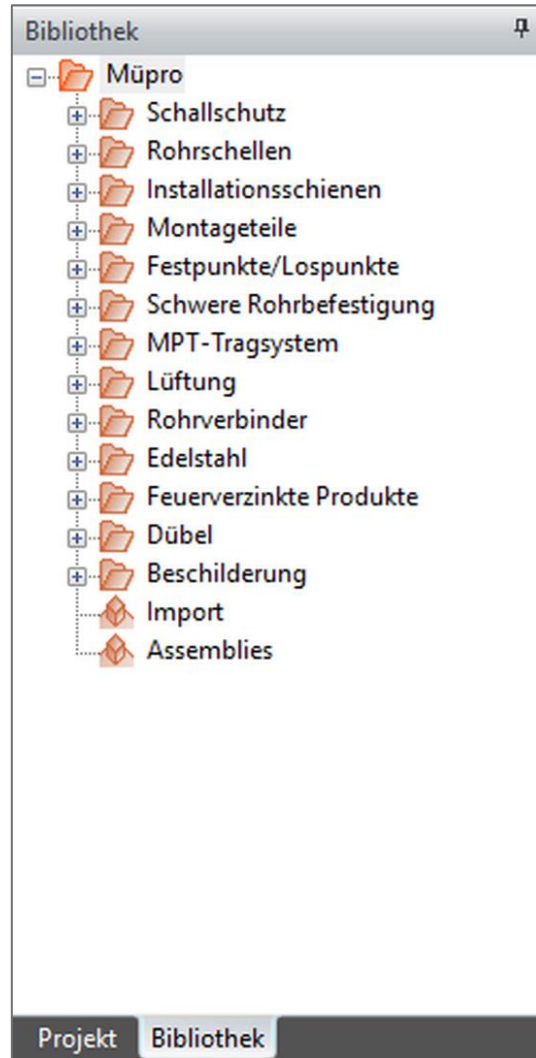 Bibliothek
Müpro
Schallschutz
Rohrschellen
Installationsschienen
Montageteile
Festpunkte/Lospunkte
Schwere Rohrbefestigung
MPT-Tragsystem
Lüftung
Rohrverbinder
Edelstahl
Feuerverzinkte Produkte
Dübel
Beschilderung
Import
Assemblies
Projekt Bibliothek